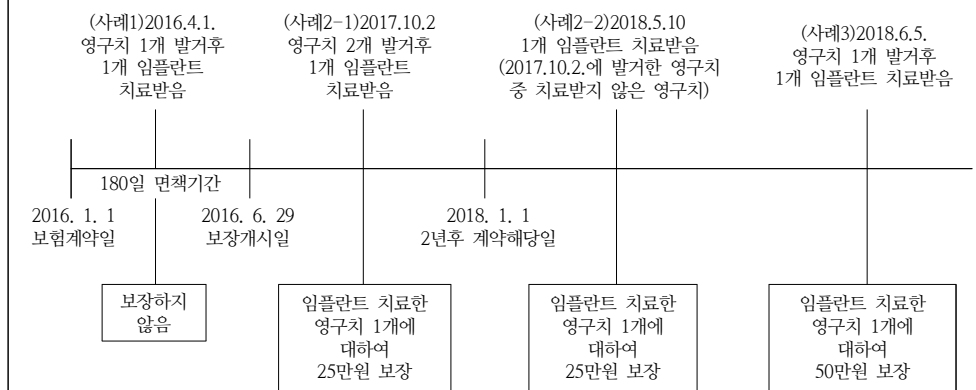 (사례1)2016.4.1.
영구치 1개 발거후
1개 임플란트
치료받음
(사례2-1)2017.10.2
영구치 2개 발거후
1개 임플란트
치료받음
(사례2-2)2018.5.10
1개 임플란트 치료받음
(2017.10.2.에 발거한 영구치
중 치료받지 않은 영구치)
(사례3)2018.6.5.
영구치 1개 발거후
1개 임플란트 치료받음
180일 면책기간
2016. 1. 1
보험계약일
2016. 6. 29
보장개시일
2018. 1. 1
2년후 계약해당일
보장하지
않음
임플란트 치료한
영구치 1개에
대하여
25만원 보장
임플란트 치료한
영구치 1개에
대하여
25만원 보장
임플란트 치료한
영구치 1개에
대하여
50만원 보장